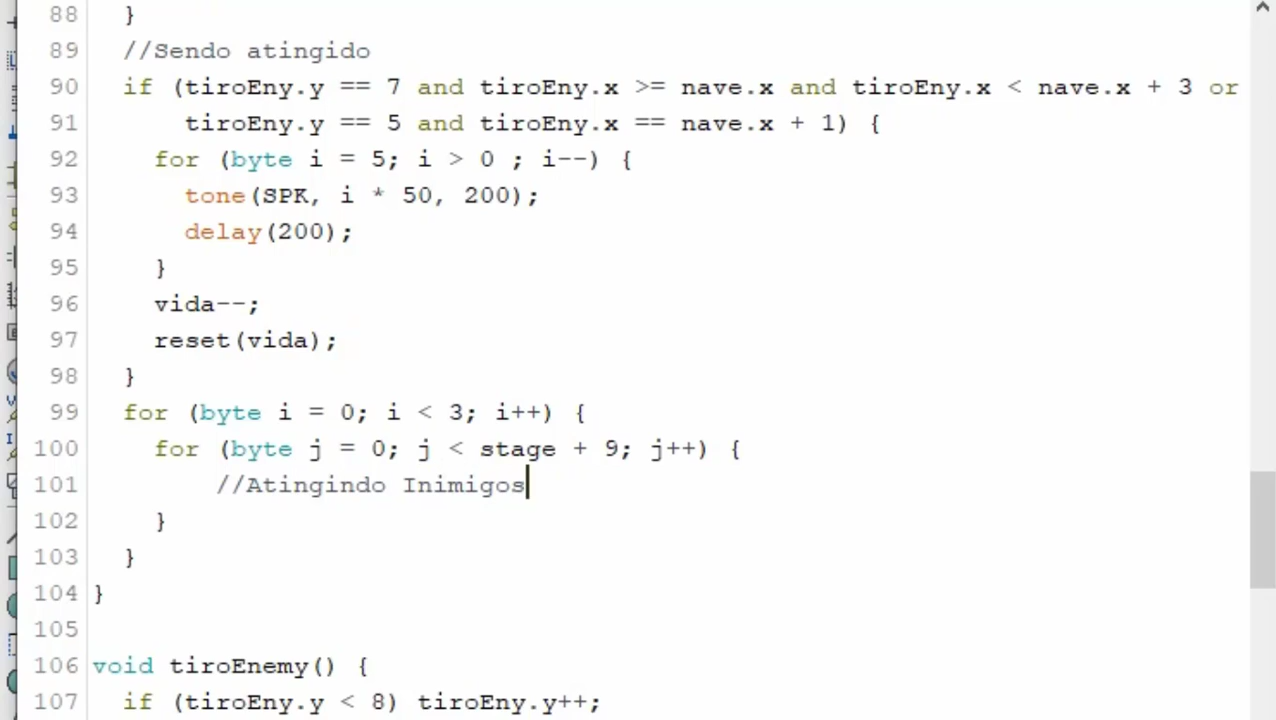 88 }
89 //Sendo atingido
90 if (tiroEny.y == 7 and tiroEny.x >= nave.x and tiroEny.x < nave.x + 3 or
91 tiroEny.y == 5 and tiroEny.x == nave.x + 1) {
92 for (byte i = 5; i > 0 ; i--) {
93 tone(SPK, i * 50, 200);
94 delay(200);
95 }
96 vida--;
97 reset(vida);
98 }
99 for (byte i = 0; i < 3; i++) {
100 for (byte j = 0; j < stage + 9; j++) {
101 //Atingindo Inimigos
102 }
103 }
104 }
105
106 void tiroEnemy() {
107 if (tiroEny.y < 8) tiroEny.y++;